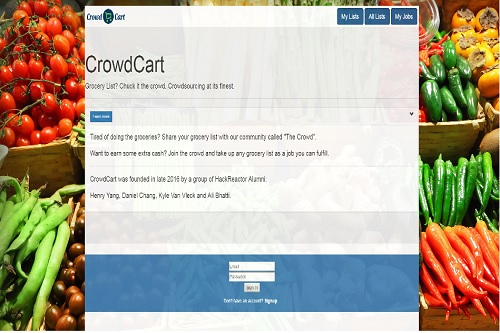 Crowd Cart
My Lists All Lists My Jobs
CrowdCart
Grocery List? Chuck it the crowd. Crowdsourcing at its finest.
Learn more
Tired of doing the groceries? Share your grocery list with our community called "The Crowd".
Want to earn some extra cash? Join the crowd and take up any grocery list as a job you can fulfill.
CrowdCart was founded in late 2016 by a group of HackReactor Alumni:
Henry Yang, Daniel Chang, Kyle Van Vleck and Ali Bhatti.
Email
Password
Sign In
Don't have an Account? Signup